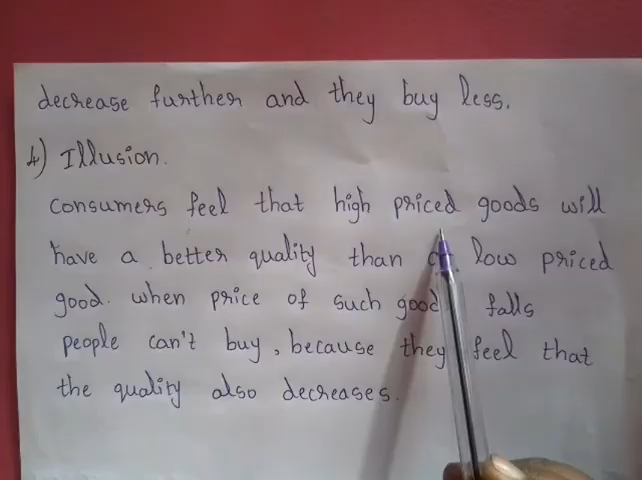 decrease further and they buy less.
4) Illusion.
consumers feel that high priced goods will
have a better quality than a low priced
good. when price of such good falls
people can't buy, because they feel that
the quality also decreases.